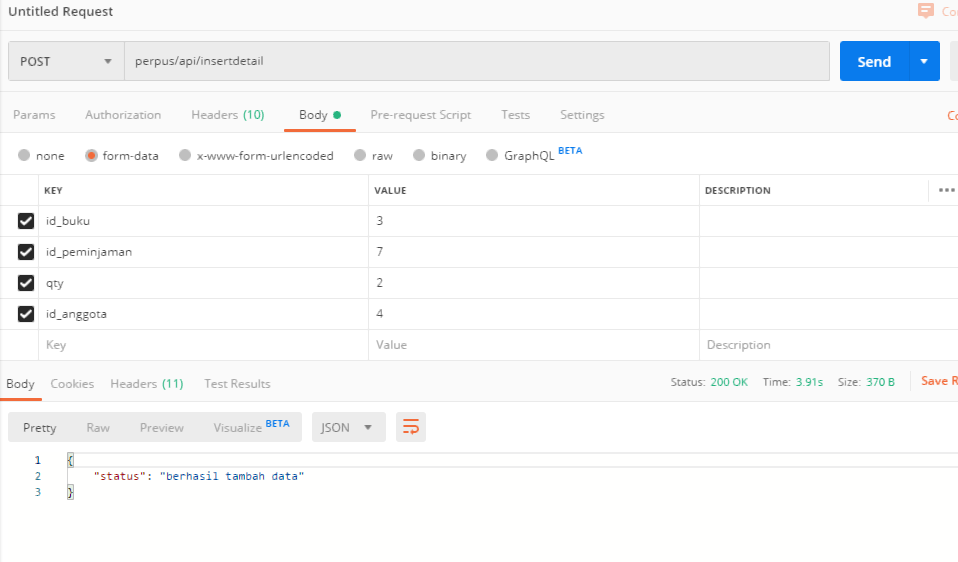 Untitled Request
POST perpus/api/insertdetail Send
Params Authorization Headers (10) Body Pre-request Script Tests Settings
none form-data x-www-form-urlencoded raw binary GraphQL BETA
KEY VALUE DESCRIPTION
id_buku 3
id_peminjaman 7
qty 2
id_anggota 4
Key Value Description
Body Cookies Headers (11) Test Results Status: 200 OK Time: 3.91s Size: 370 B Save R
Pretty Raw Preview Visualize BETA JSON
1 {
2 "status": "berhasil tambah data"
3 }